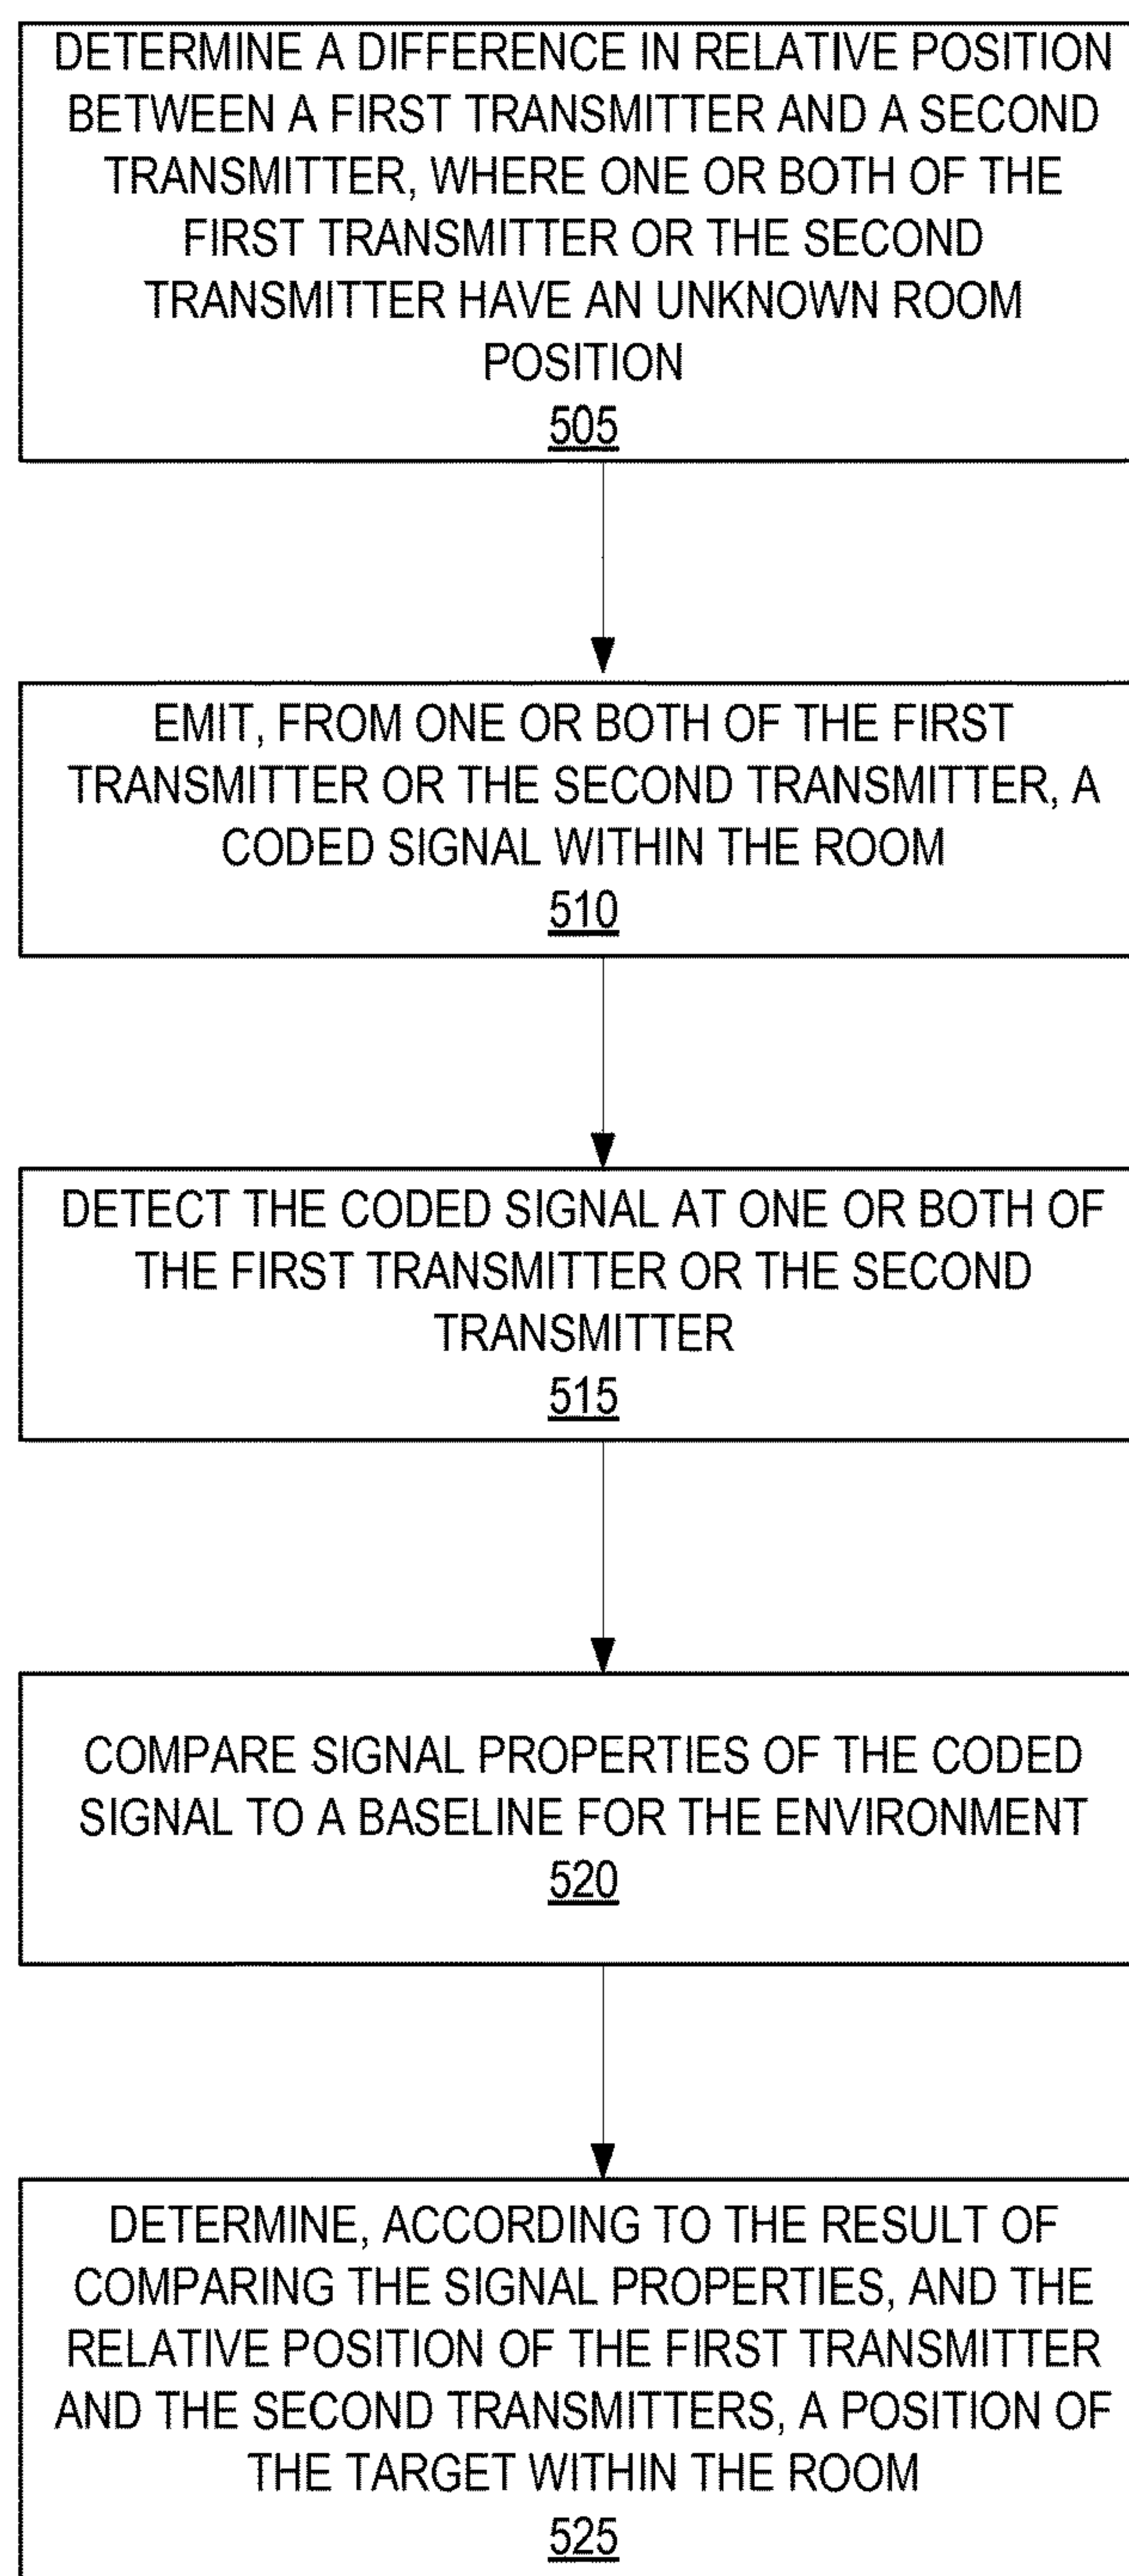 DETERMINE A DIFFERENCE IN RELATIVE POSITION
BETWEEN A FIRST TRANSMITTER AND A SECOND
TRANSMITTER, WHERE ONE OR BOTH OF THE
FIRST TRANSMITTER OR THE SECOND
TRANSMITTER HAVE AN UNKNOWN ROOM
POSITION
505
EMIT, FROM ONE OR BOTH OF THE FIRST
TRANSMITTER OR THE SECOND TRANSMITTER, A
CODED SIGNAL WITHIN THE ROOM
510
DETECT THE CODED SIGNAL AT ONE OR BOTH OF
THE FIRST TRANSMITTER OR THE SECOND
TRANSMITTER
515
COMPARE SIGNAL PROPERTIES OF THE CODED
SIGNAL TO A BASELINE FOR THE ENVIRONMENT
520
DETERMINE, ACCORDING TO THE RESULT OF
COMPARING THE SIGNAL PROPERTIES, AND THE
RELATIVE POSITION OF THE FIRST TRANSMITTER
AND THE SECOND TRANSMITTERS, A POSITION OF
THE TARGET WITHIN THE ROOM
525